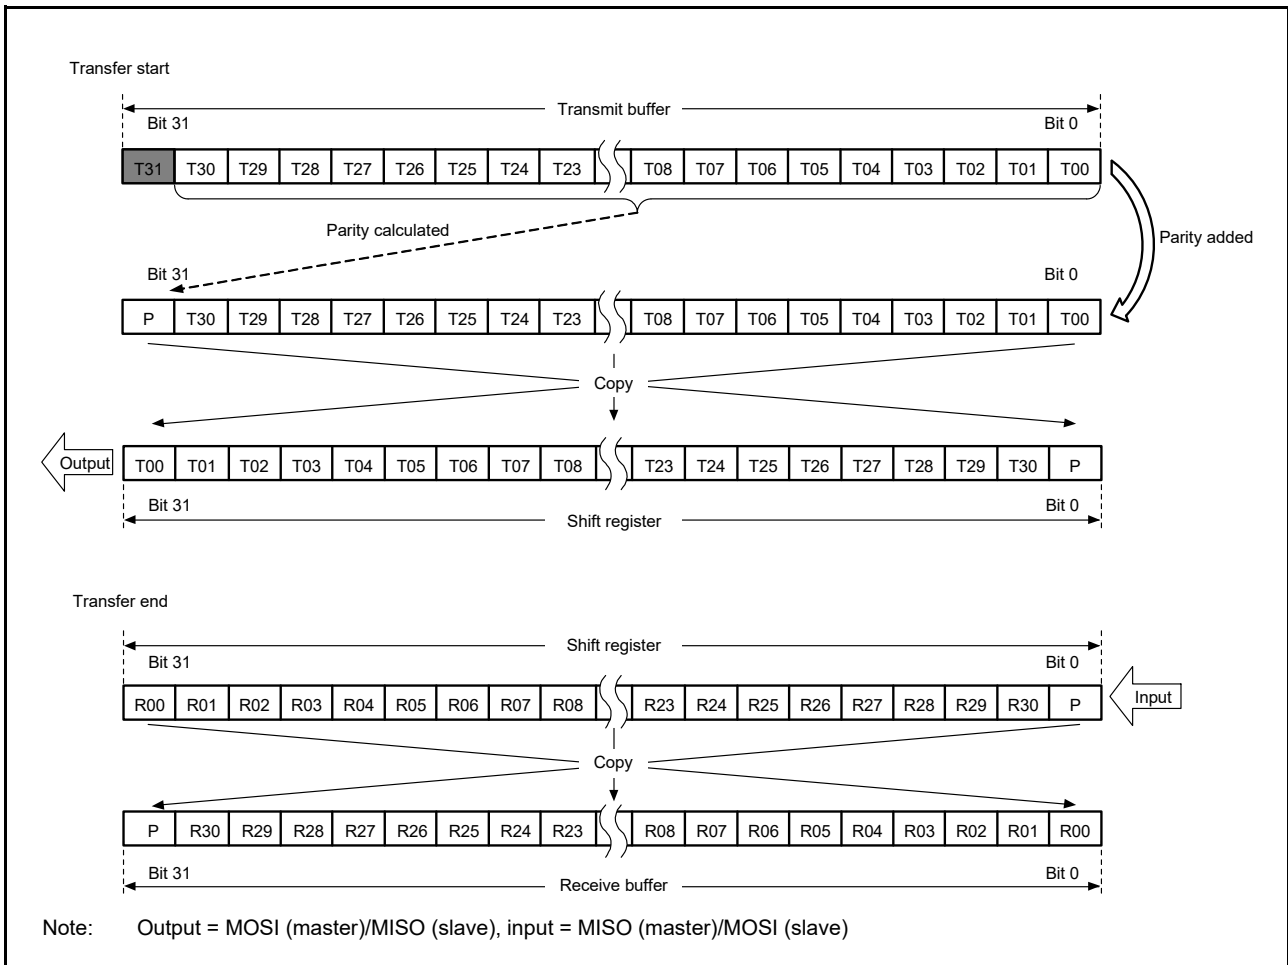 Transfer start
Transmit buffer
Bit 31 Bit 0
T31 T30 T29 T28 T27 T26 T25 T24 T23 T08 T07 T06 T05 T04 T03 T02 T01 T00
Parity calculated
Parity added
Bit 31 Bit 0
P T30 T29 T28 T27 T26 T25 T24 T23 T08 T07 T06 T05 T04 T03 T02 T01 T00
Copy
Output T00 T01 T02 T03 T04 T05 T06 T07 T08 T23 T24 T25 T26 T27 T28 T29 T30 P
Bit 31 Bit 0
Shift register
Transfer end
Shift register
Bit 31 Bit 0
R00 R01 R02 R03 R04 R05 R06 R07 R08 R23 R24 R25 R26 R27 R28 R29 R30 P Input
Copy
P R30 R29 R28 R27 R26 R25 R24 R23 R08 R07 R06 R05 R04 R03 R02 R01 R00
Bit 31 Bit 0
Receive buffer
Note: Output = MOSI (master)/MISO (slave), input = MISO (master)/MOSI (slave)